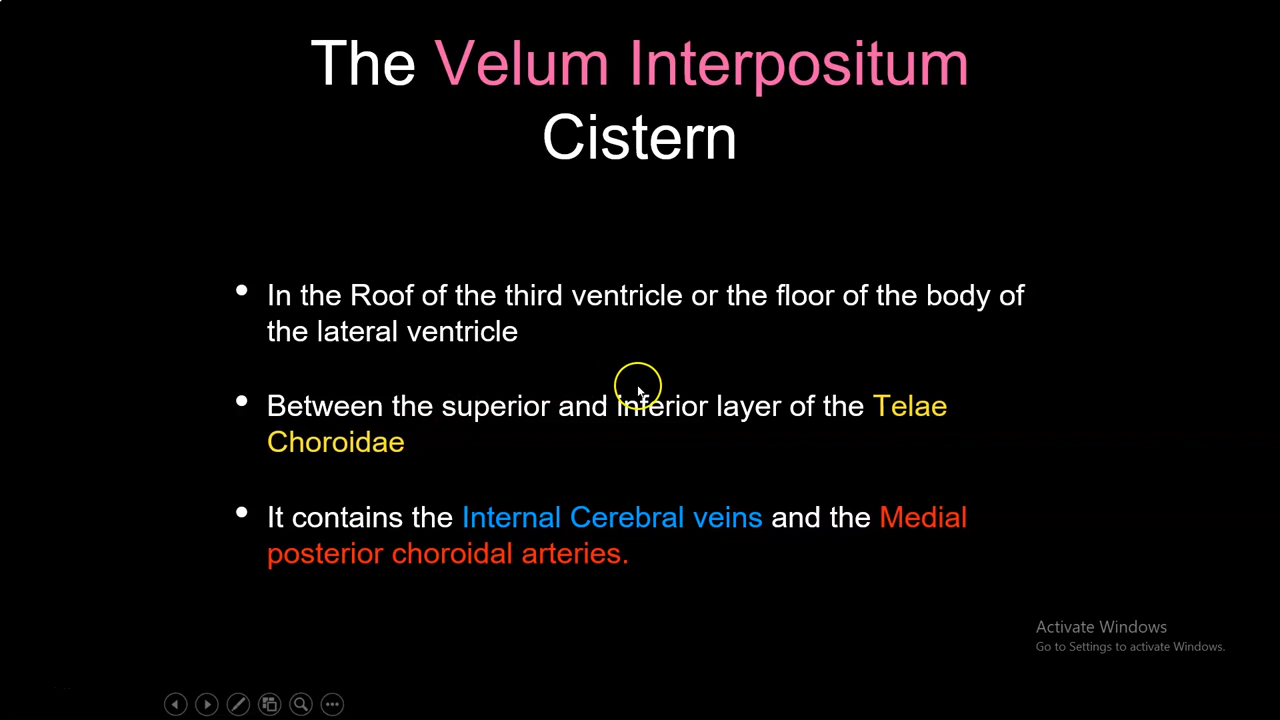 The Velum Interpositum
Cistern
• In the Roof of the third ventricle or the floor of the body of
the lateral ventricle
• Between the superior and inferior layer of the Telae
Choroidae
• It contains the Internal Cerebral veins and the Medial
posterior choroidal arteries.
Activate Windows
Go to Settings to activate Windows.